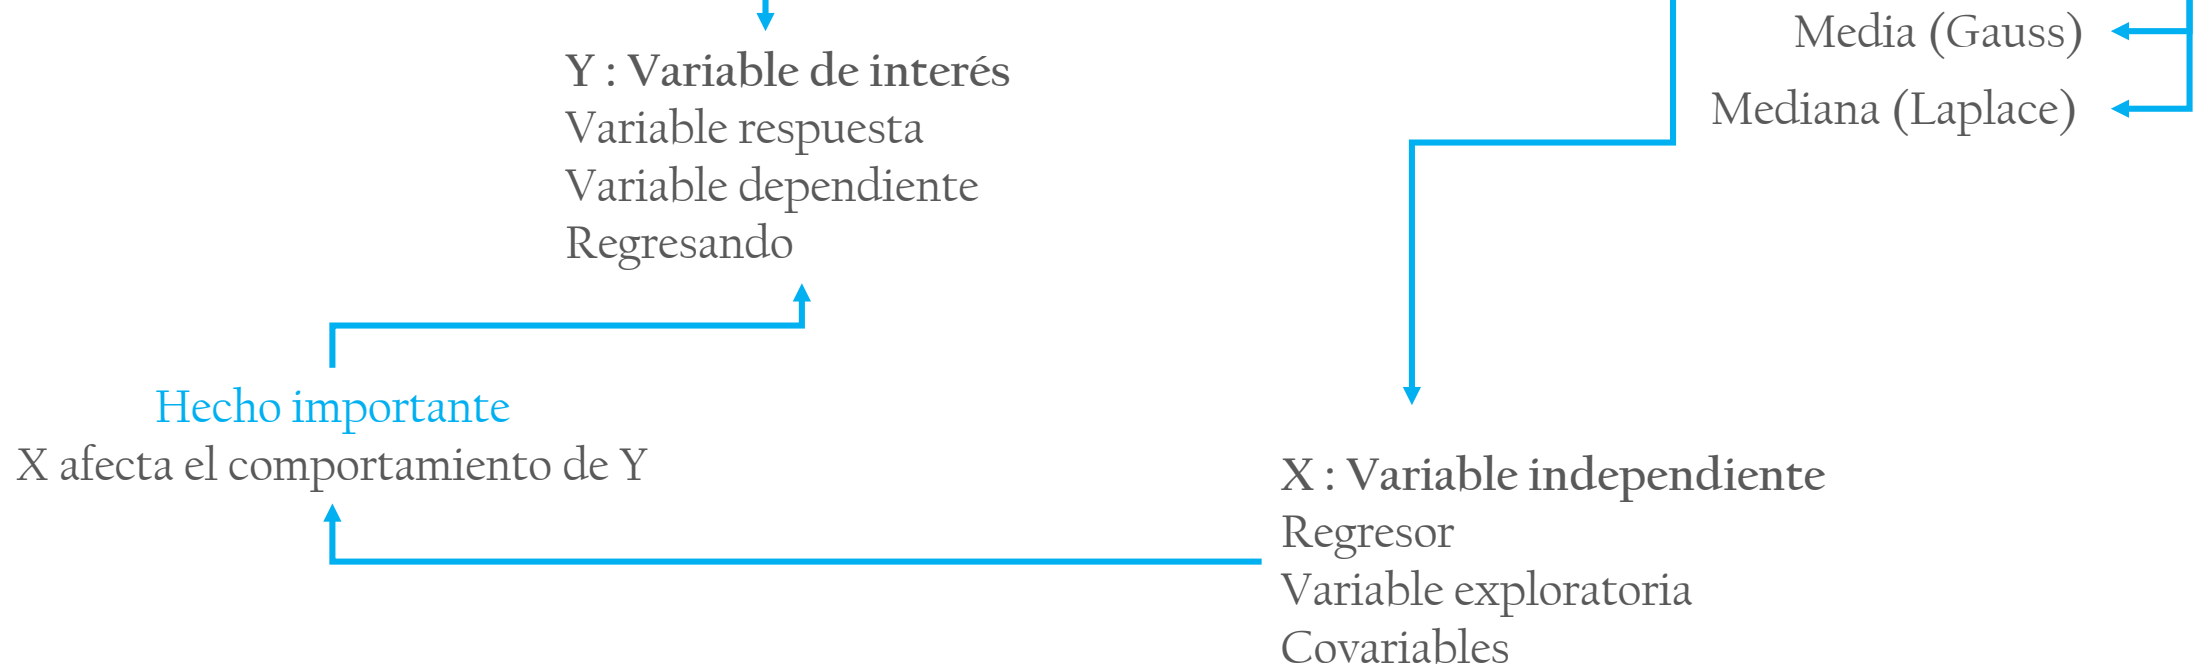 Media (Gauss)
Mediana (Laplace)
Y : Variable de interés
Variable respuesta
Variable dependiente
Regresando
Hecho importante
X afecta el comportamiento de Y
X : Variable independiente
Regresor
Variable exploratoria
Covariables